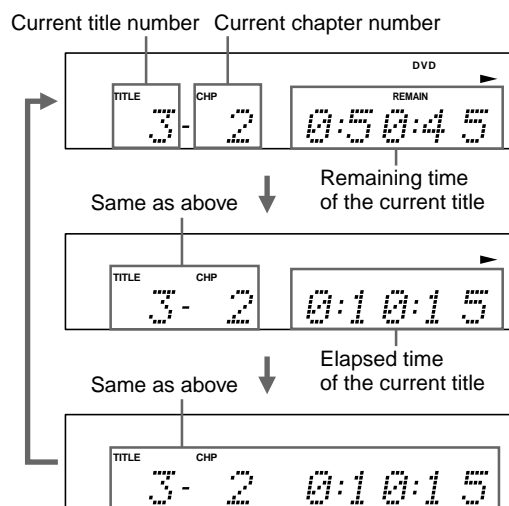 Current title number Current chapter number
DVD
TITLE CHP REMAIN
3- 2 0:50:45
Remaining time
of the current title
Same as above
TITLE CHP
3- 2 0:10:15
Elapsed time
of the current title
Same as above
TITLE CHP
3- 2 0:10:15